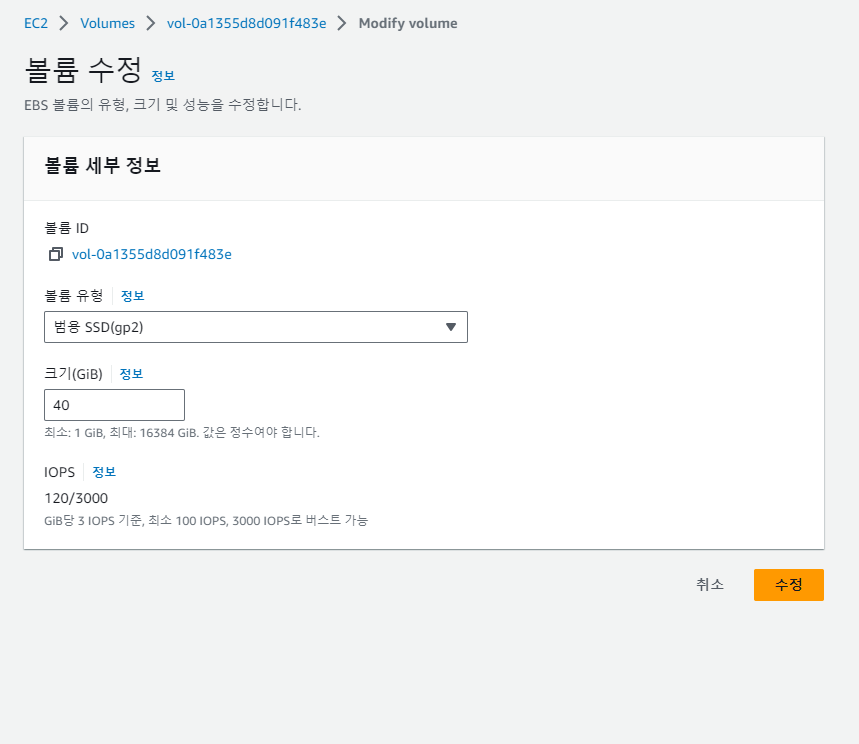 EC2 > Volumes > vol-0a1355d8d091f483e > Modify volume
볼륨 수정 정보
EBS 볼륨의 유형, 크기 및 성능을 수정합니다.
볼륨 세부 정보
볼륨 ID
vol-0a1355d8d091f483e
볼륨 유형 정보
범용 SSD(gp2)
크기(GiB) 정보
40
최소: 1 GiB, 최대: 16384 GiB. 값은 정수여야 합니다.
IOPS 정보
120/3000
GiB당 3 IOPS 기준, 최소 100 IOPS, 3000 IOPS로 버스트 가능
취소 수정